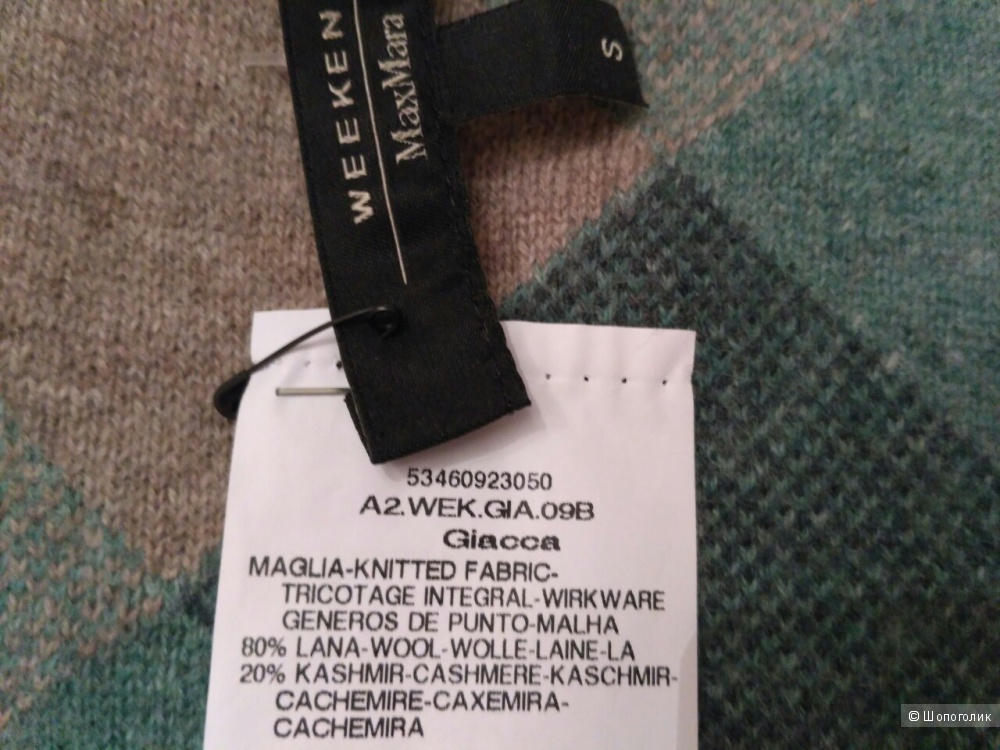 WEEKEN
MaxMara
S
53460923050
A2.WEK.GIA.09B
Giacca
MAGLIA-KNITTED FABRIC-
TRICOTAGE INTEGRAL-WIRKWARE
GENEROS DE PUNTO-MALHA
80% LANA-WOOL-WOLLE-LAINE-LA
20% KASHMIR-CASHMERE-KASCHMIR-
CACHEMIRE-CAXEMIRA-
CACHEMIRA
© Шопоголик